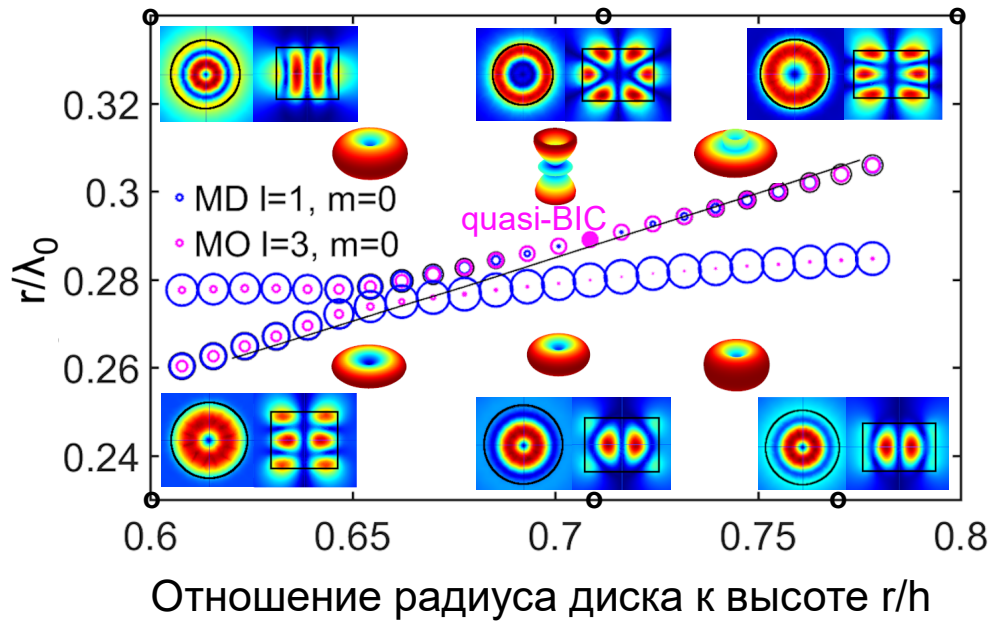 0.32
0.3
0.28
0.26
0.24
r/λ0
MD l=1, m=0
MO l=3, m=0
quasi-BIC
0.6 0.65 0.7 0.75 0.8
Отношение радиуса диска к высоте r/h